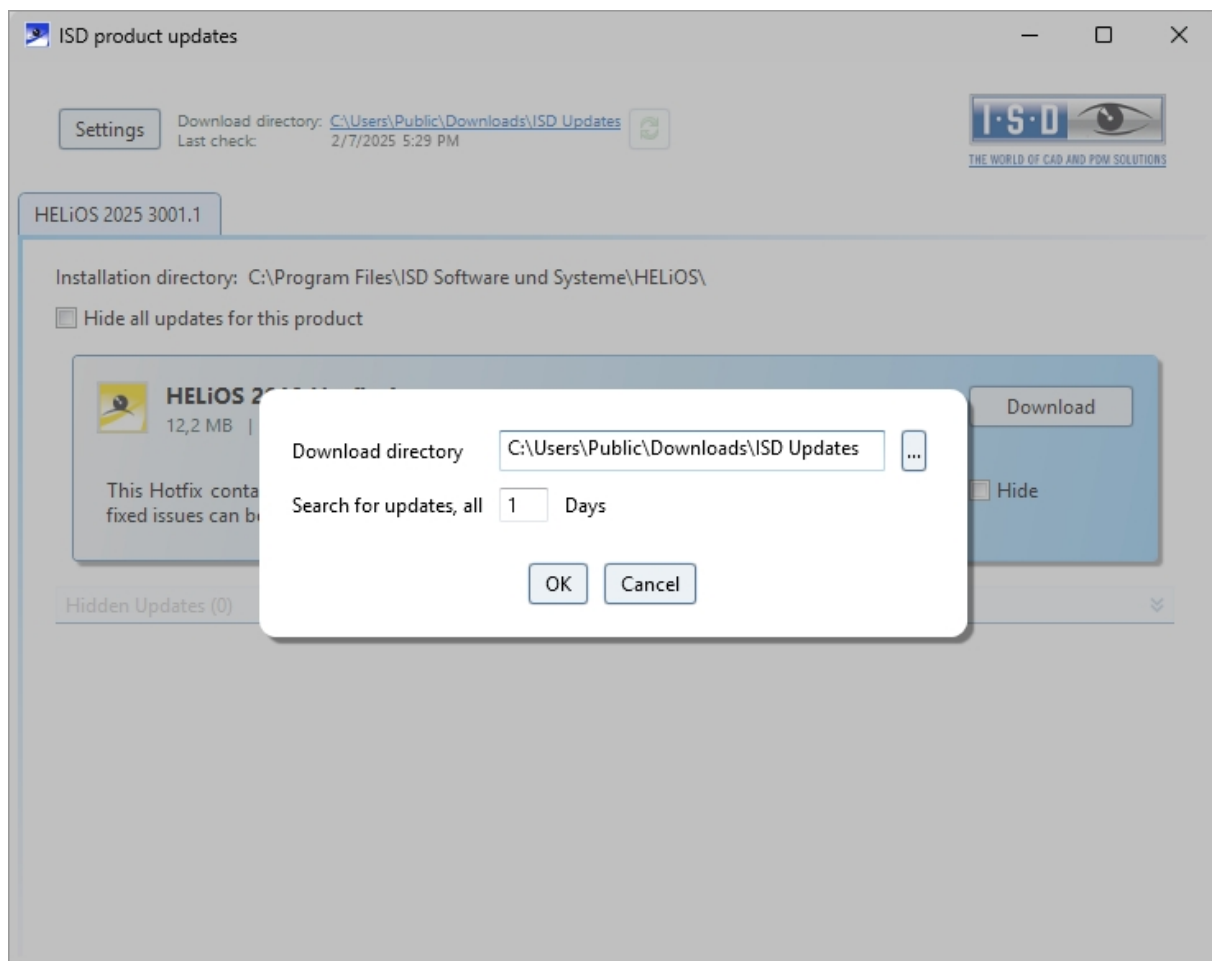 ISD product updates
Settings
Download directory: C:\Users\Public\Downloads\ISD Updates
Last check: 2/7/2025 5:29 PM
I·S·D
THE WORLD OF CAD AND PDM SOLUTIONS
HELiOS 2025 3001.1
Installation directory: C:\Program Files\ISD Software und Systeme\HELiOS\
Hide all updates for this product
HELiOS
12,2 MB |
Download
This Hotfix
fixed issues can
Hide
Download directory C:\Users\Public\Downloads\ISD Updates ...
Search for updates, all 1 Days
OK Cancel
Hidden Updates (0)